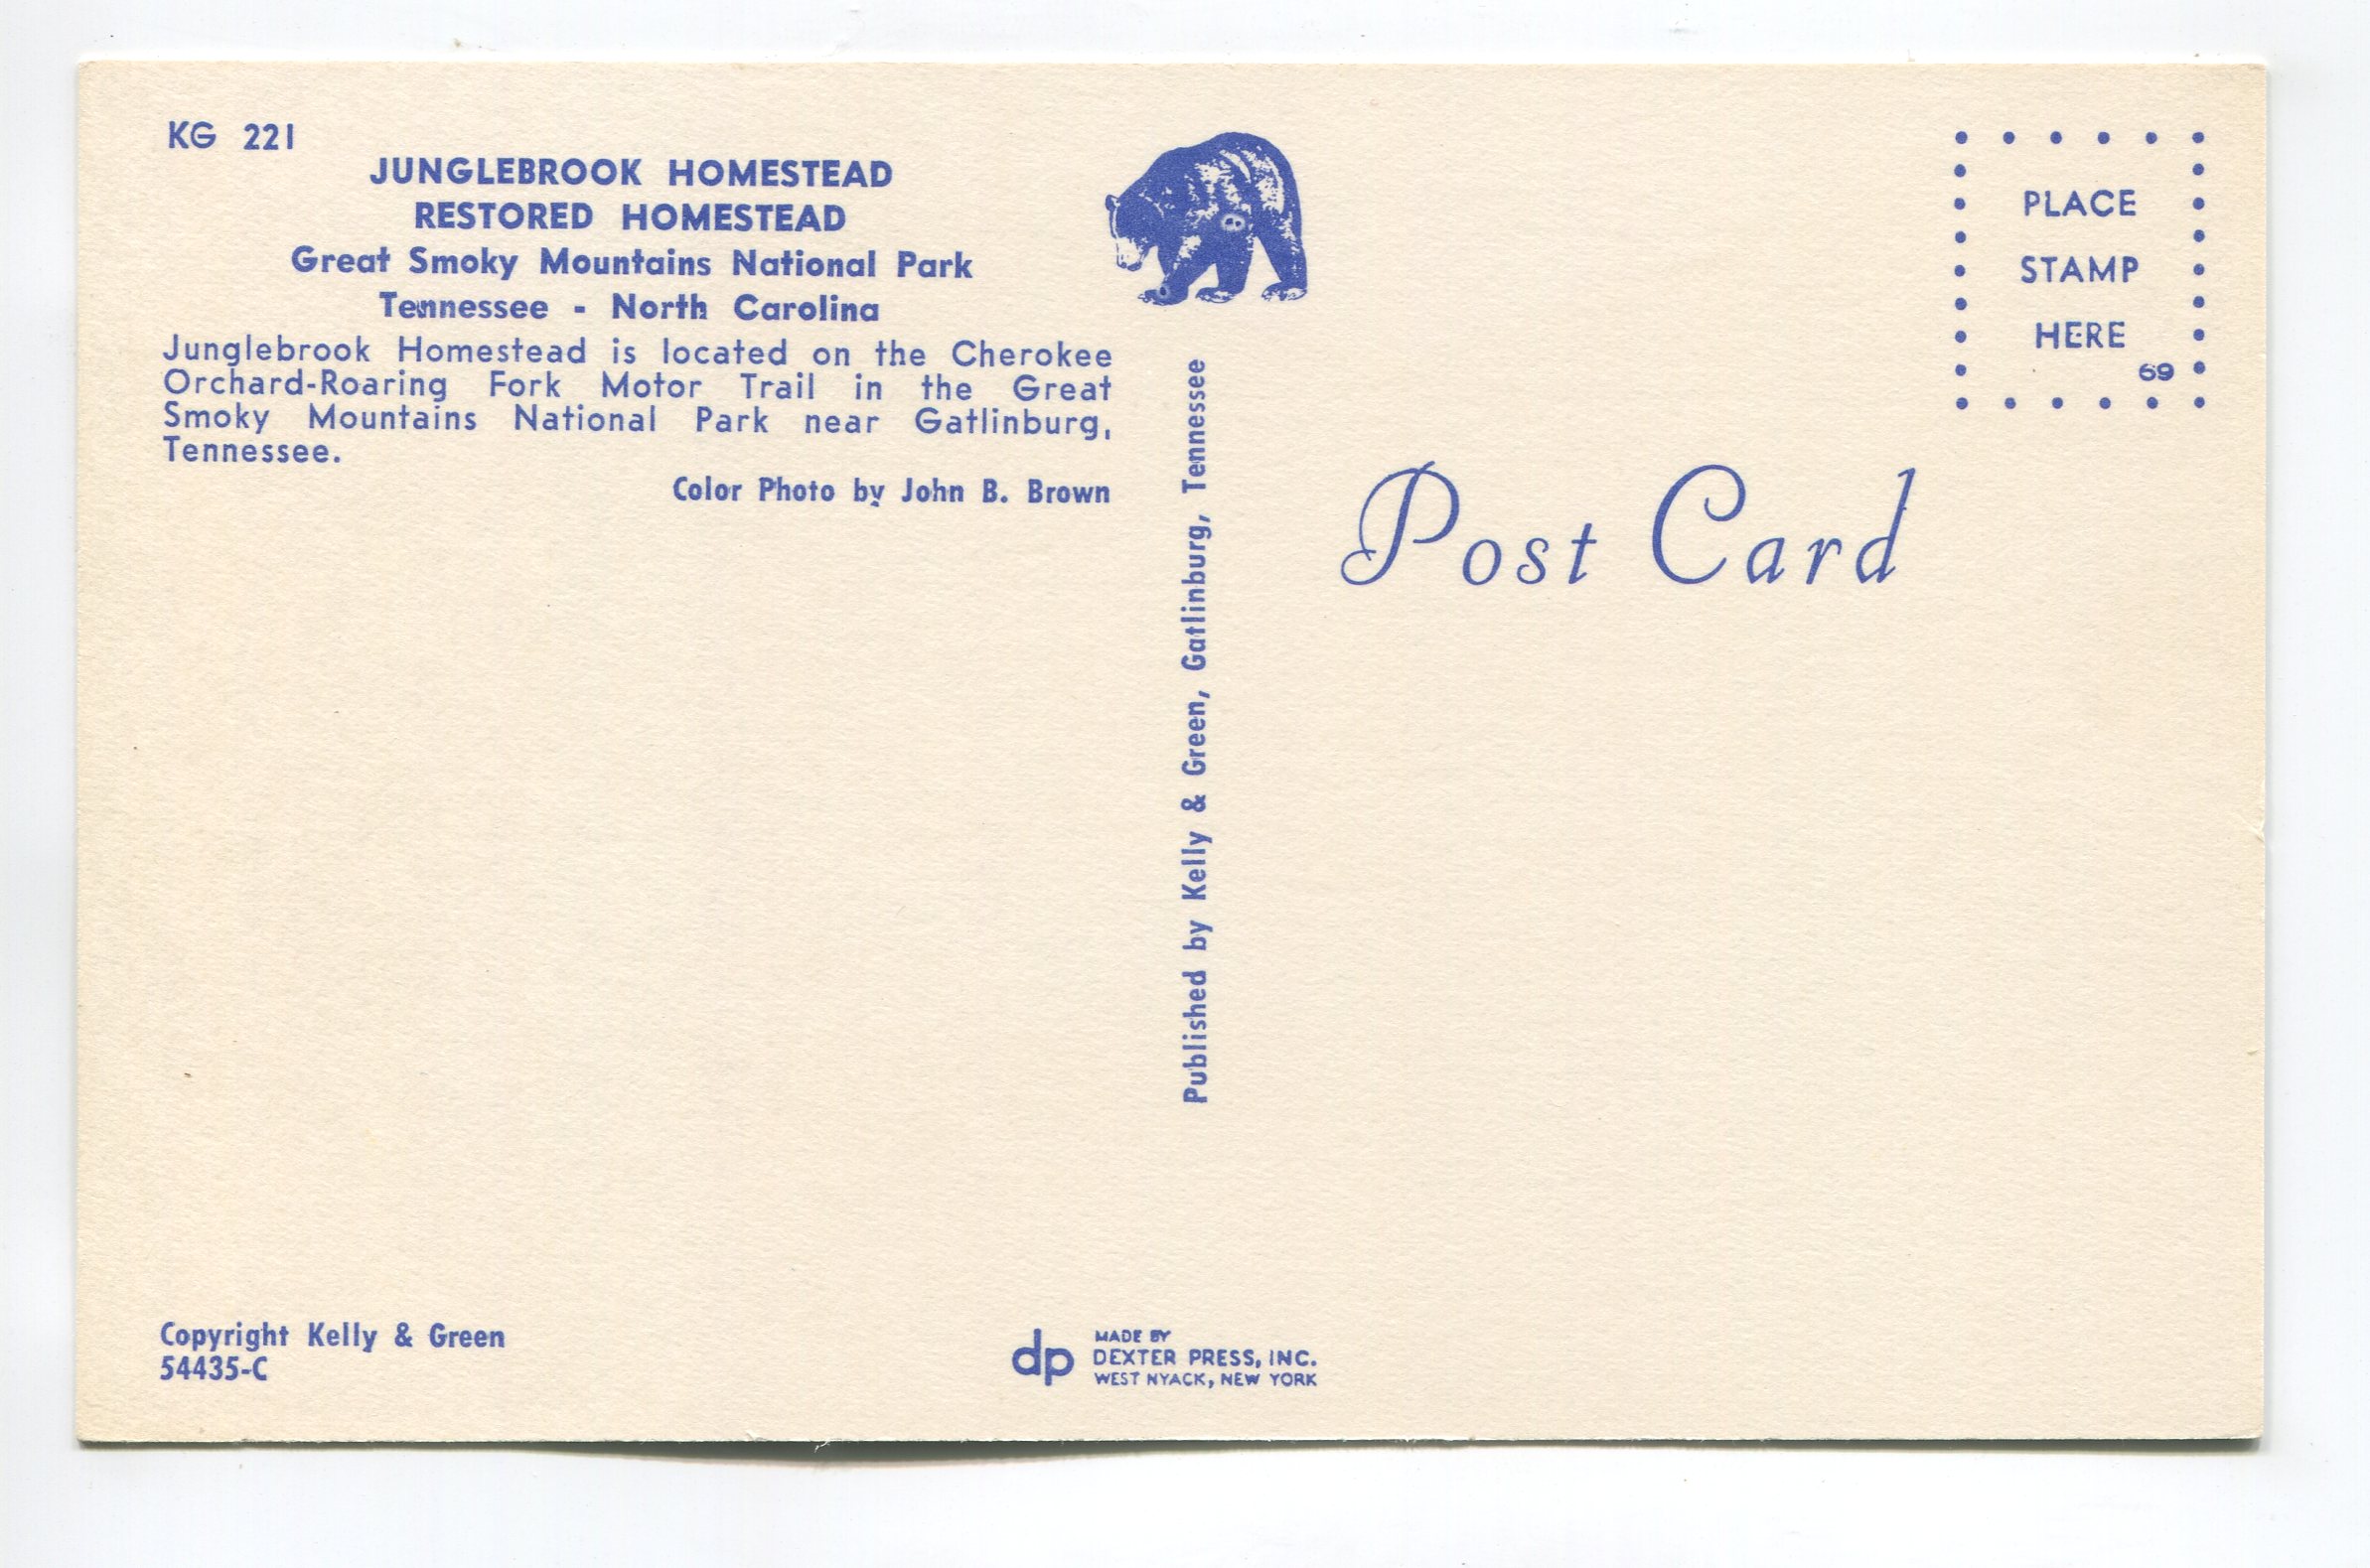 KG 221
JUNGLEBROOK HOMESTEAD
RESTORED HOMESTEAD
Great Smoky Mountains National Park
Tennessee - North Carolina
Junglebrook Homestead is located on the Cherokee
Orchard-Roaring Fork Motor Trail in the Great
Smoky Mountains National Park near Gatlinburg,
Tennessee.
Color Photo by John B. Brown
Published by Kelly & Green, Gatlinburg, Tennessee
PLACE
STAMP
HERE
69
Post Card
Copyright Kelly & Green
54435-C
dp
MADE BY
DEXTER PRESS, INC.
WEST NYACK, NEW YORK